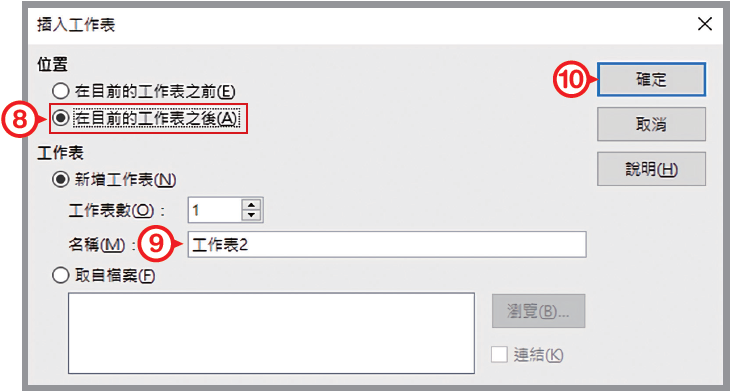 插入工作表
位置
在目前的工作表之前(E)
⑧ 在目前的工作表之後(A)
工作表
新增工作表(N)
工作表數(O)： 1
名稱(M)： ⑨ 工作表2
取自檔案(F)
瀏覽(B)...
連結(K)
⑩ 確定
取消
說明(H)